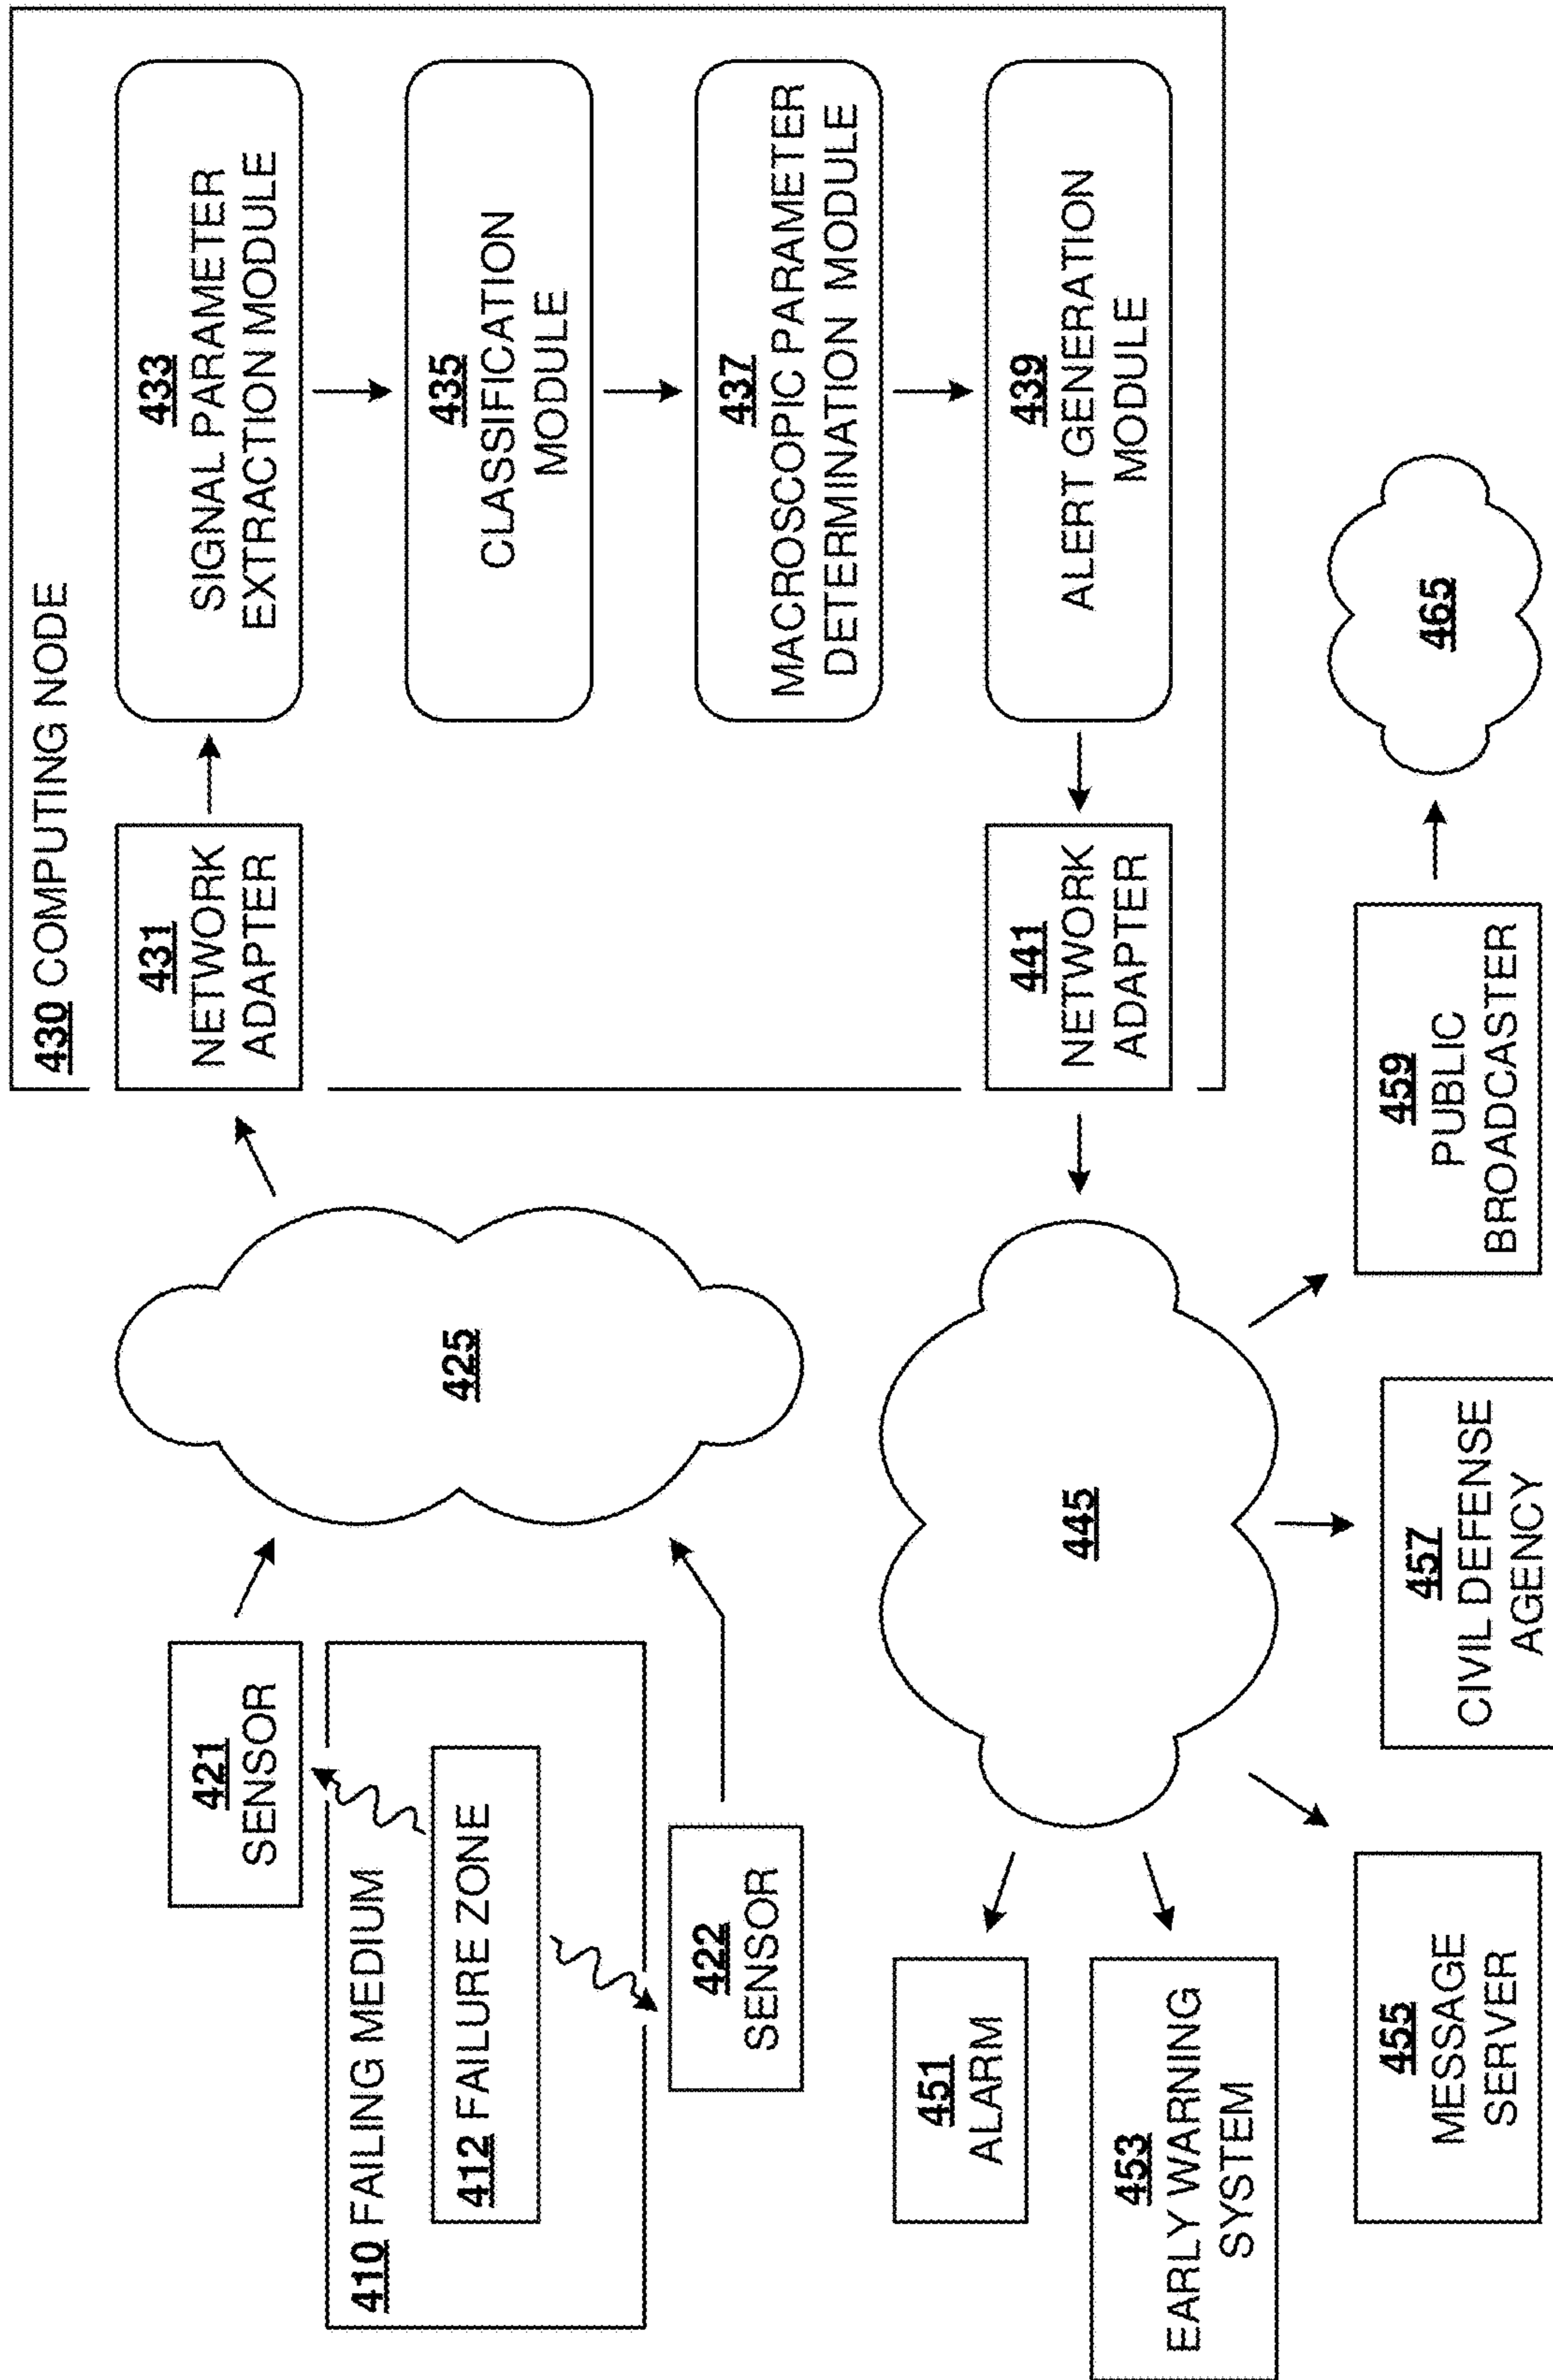 430 COMPUTING NODE
431
NETWORK
ADAPTER
433
SIGNAL PARAMETER
EXTRACTION MODULE
435
CLASSIFICATION
MODULE
437
MACROSCOPIC PARAMETER
DETERMINATION MODULE
439
ALERT GENERATION
MODULE
441
NETWORK
ADAPTER
421
SENSOR
410 FAILING MEDIUM
412 FAILURE ZONE
422
SENSOR
425
445
451
ALARM
453
EARLY WARNING
SYSTEM
455
MESSAGE
SERVER
457
CIVIL DEFENSE
AGENCY
459
PUBLIC
BROADCASTER
465